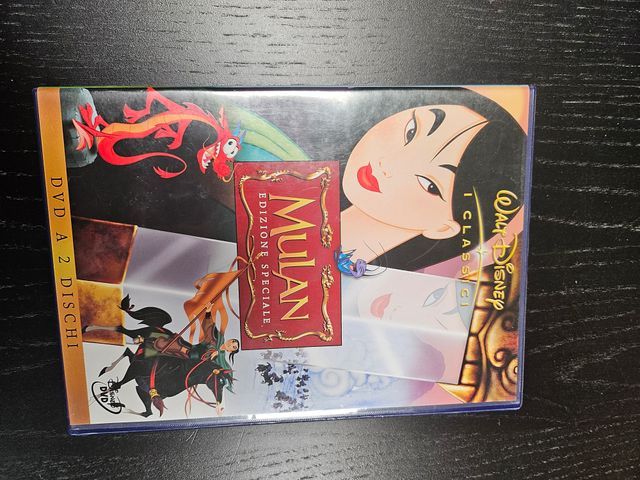 WALT DISNEY
I CLASSICI
MULAN
EDIZIONE SPECIALE
DVD A 2 DISCHI
DISNEY
DVD